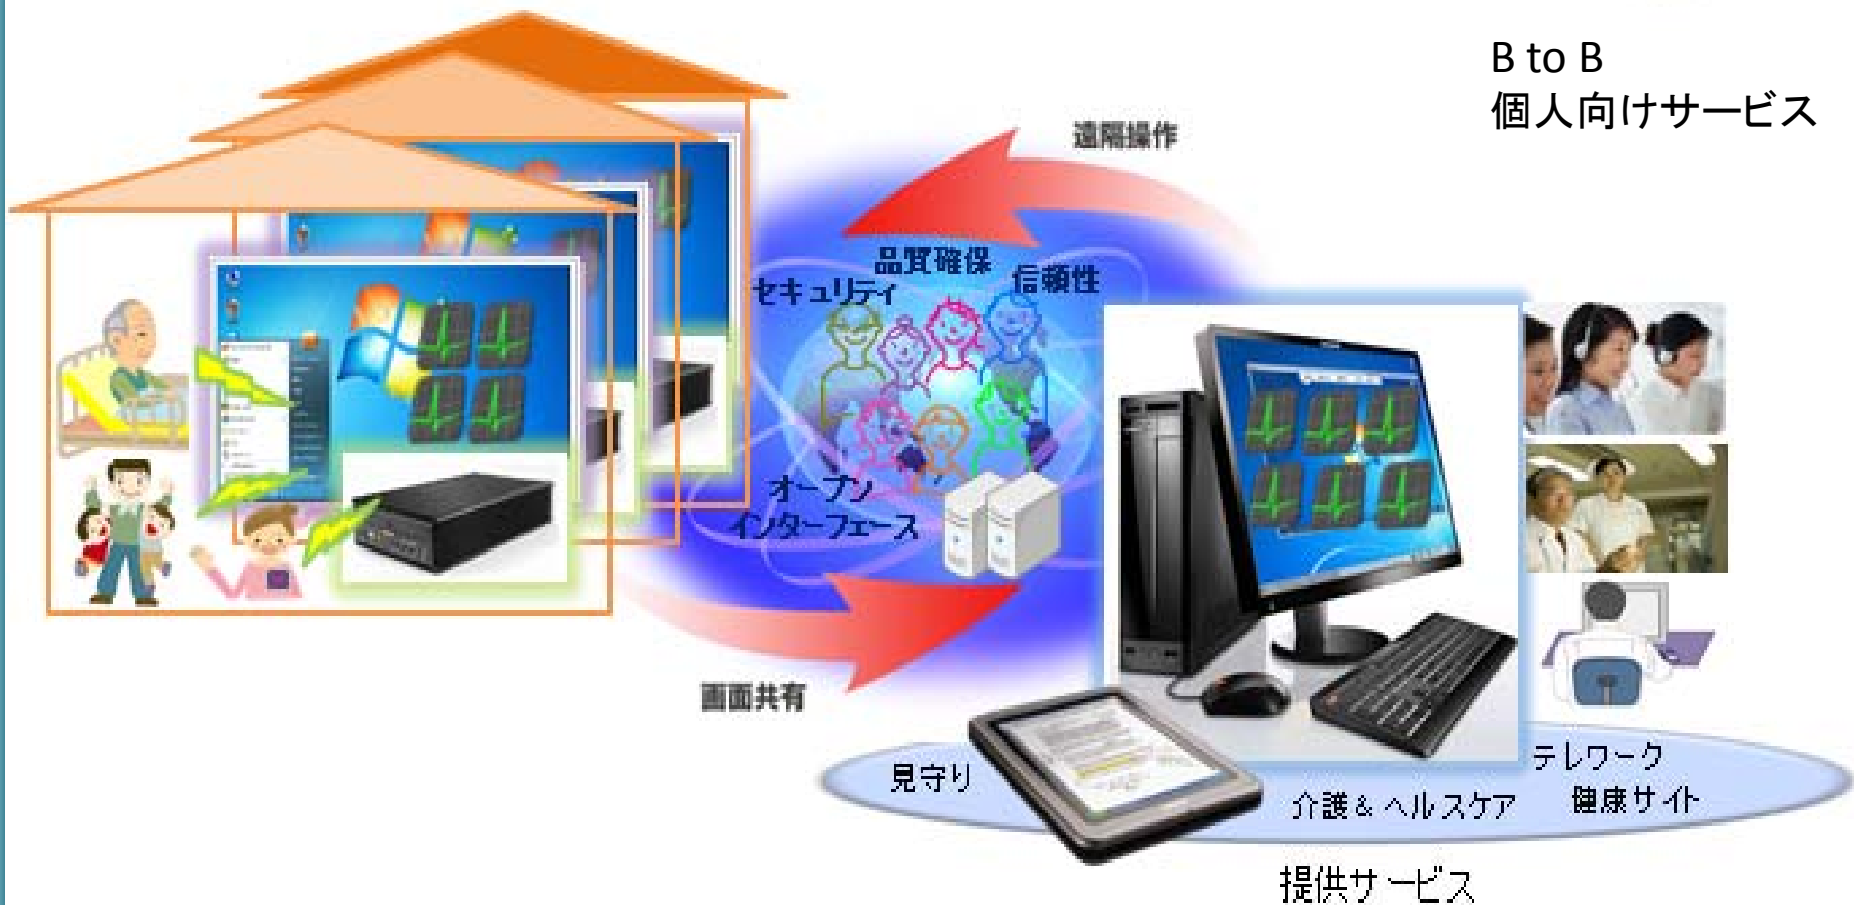 B to B
個人向けサービス
遠隔操作
品質確保
セキュリティ
信頼性
オープン
インターフェース
画面共有
見守り
テレワーク
介護&ヘルスケア
健康サイト
提供サービス